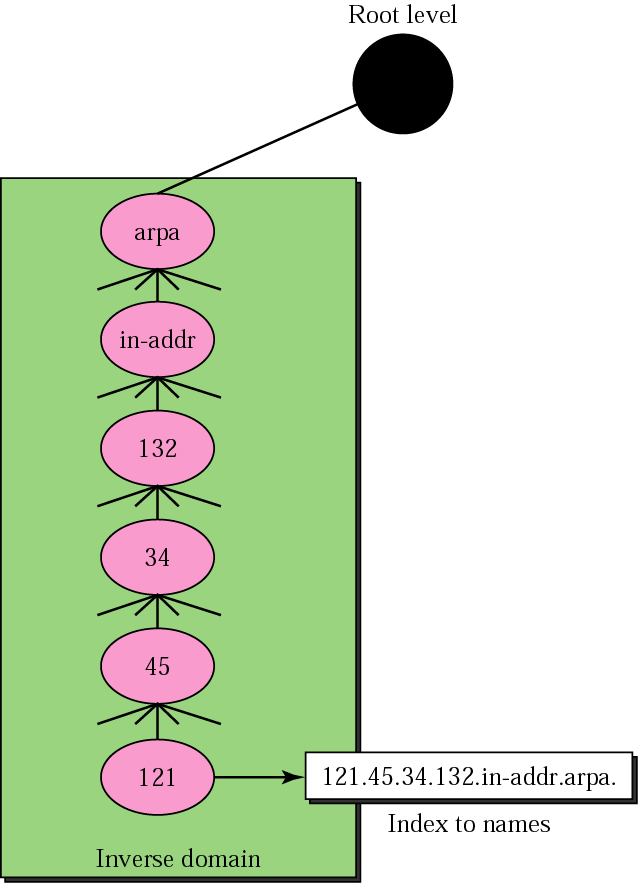 Root level
arpa
in-addr
132
34
45
121
121.45.34.132.in-addr.arpa.
Index to names
Inverse domain